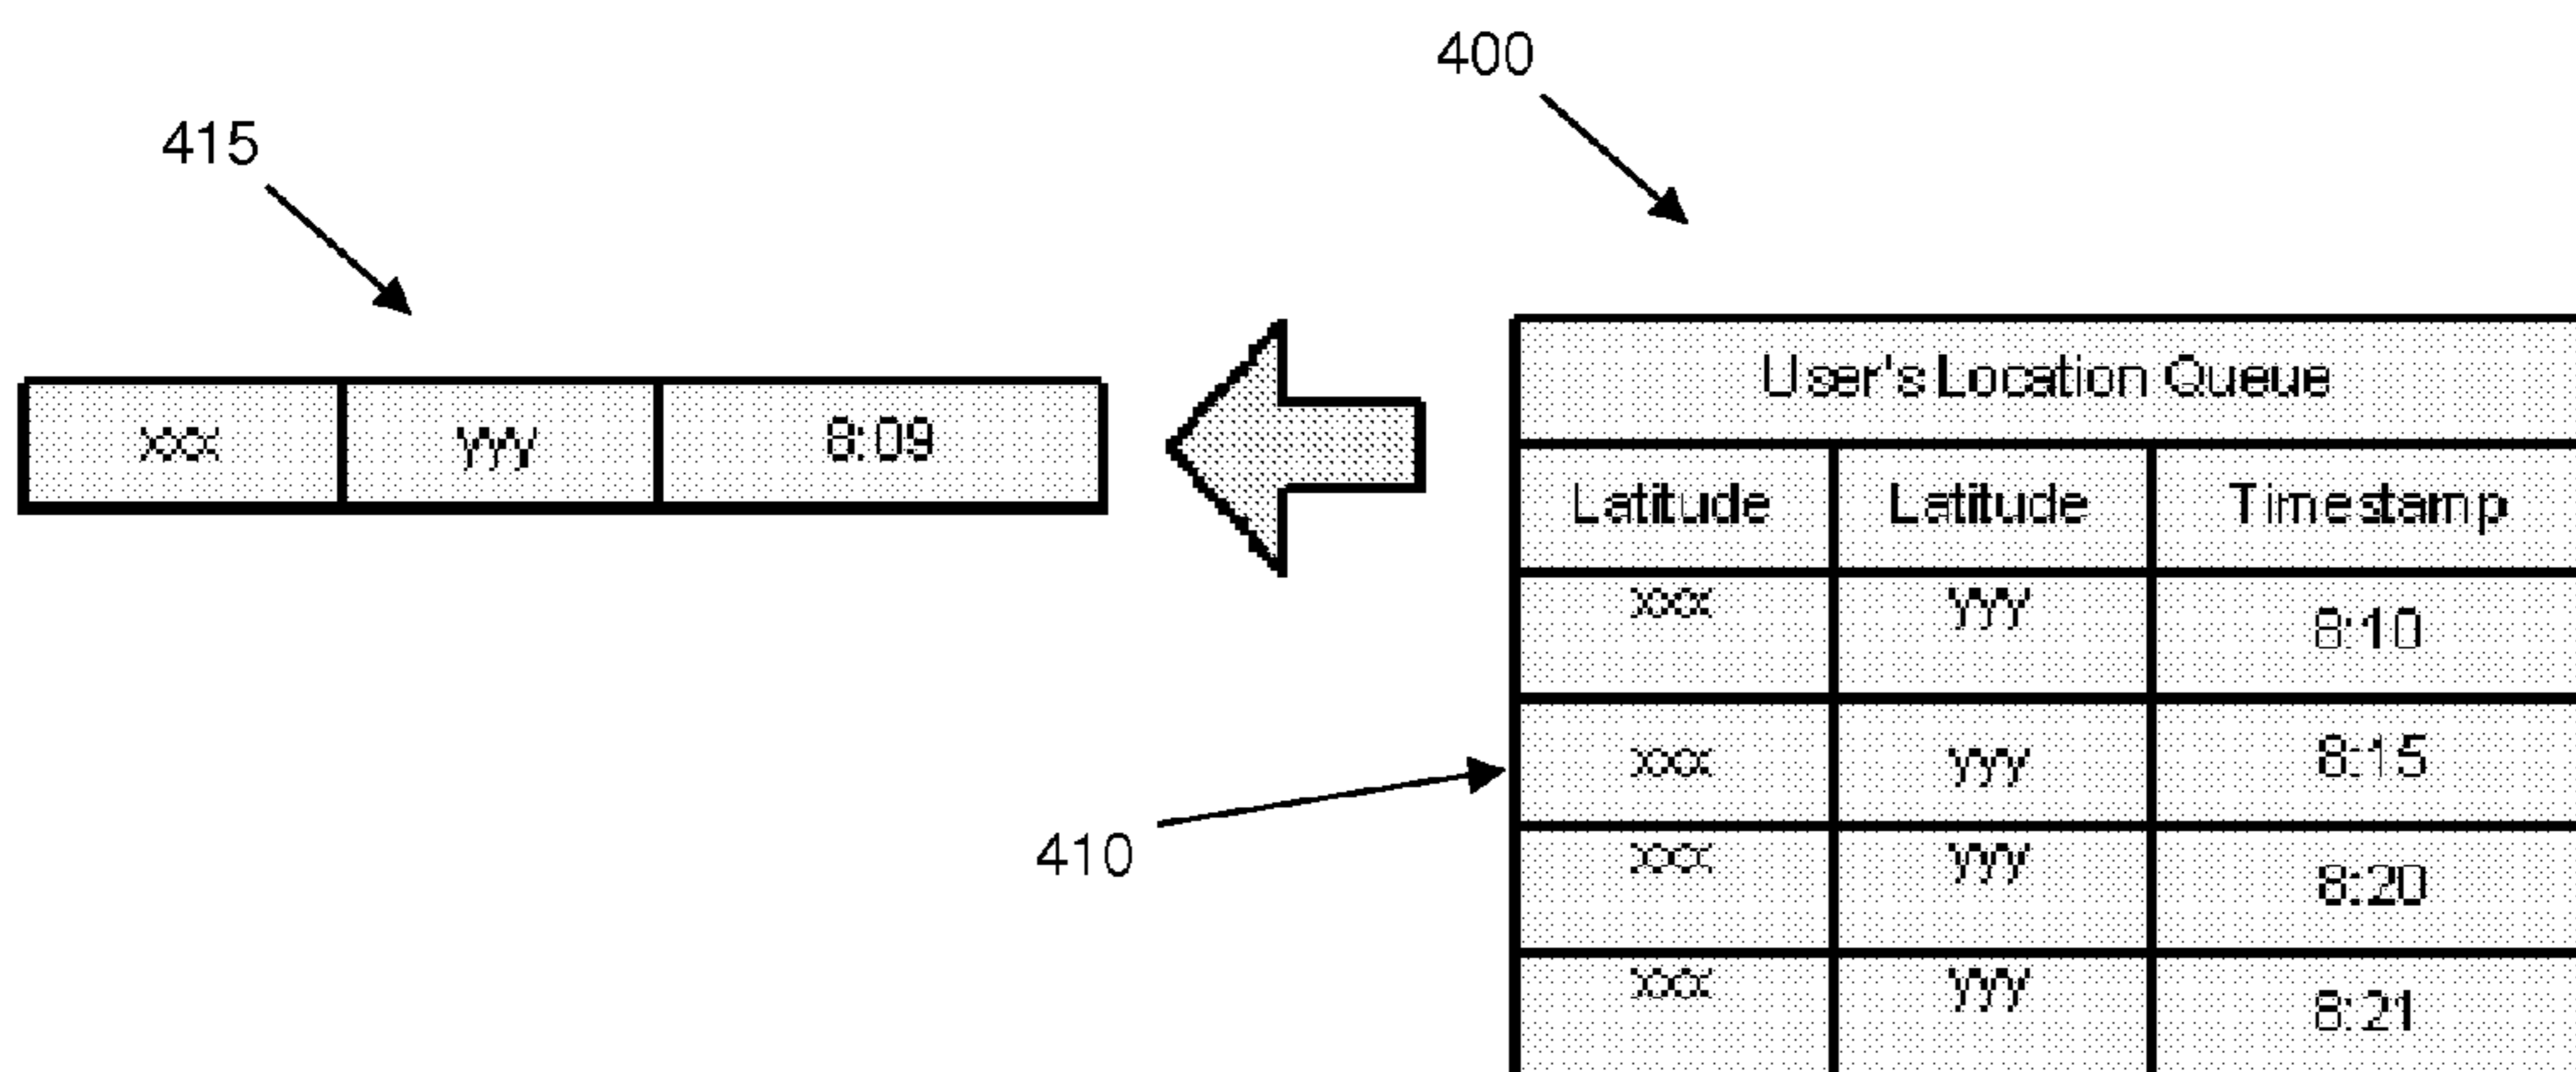 400
415
User's Location Queue
xxx yyy 8:09
Latitude Latitude Timestamp
xxx yyy 8:10
xxx yyy 8:15
410
xxx yyy 8:20
xxx yyy 8:21